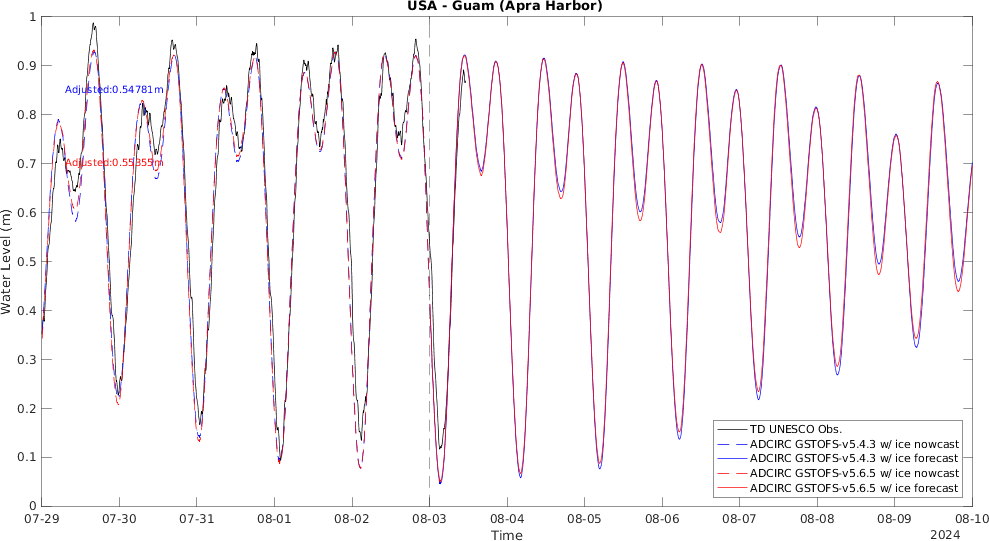 USA - Guam (Apra Harbor)
Water Level (m)
1
0.9
0.8
0.7
0.6
0.5
0.4
0.3
0.2
0.1
0
Adjusted:0.54781m
Adjusted:0.55355m
TD UNESCO Obs.
ADCIRC GSTOFS-v5.4.3 w/ ice nowcast
ADCIRC GSTOFS-v5.4.3 w/ ice forecast
ADCIRC GSTOFS-v5.6.5 w/ ice nowcast
ADCIRC GSTOFS-v5.6.5 w/ ice forecast
07-29 07-30 07-31 08-01 08-02 08-03 08-04 08-05 08-06 08-07 08-08 08-09 08-10
Time
2024